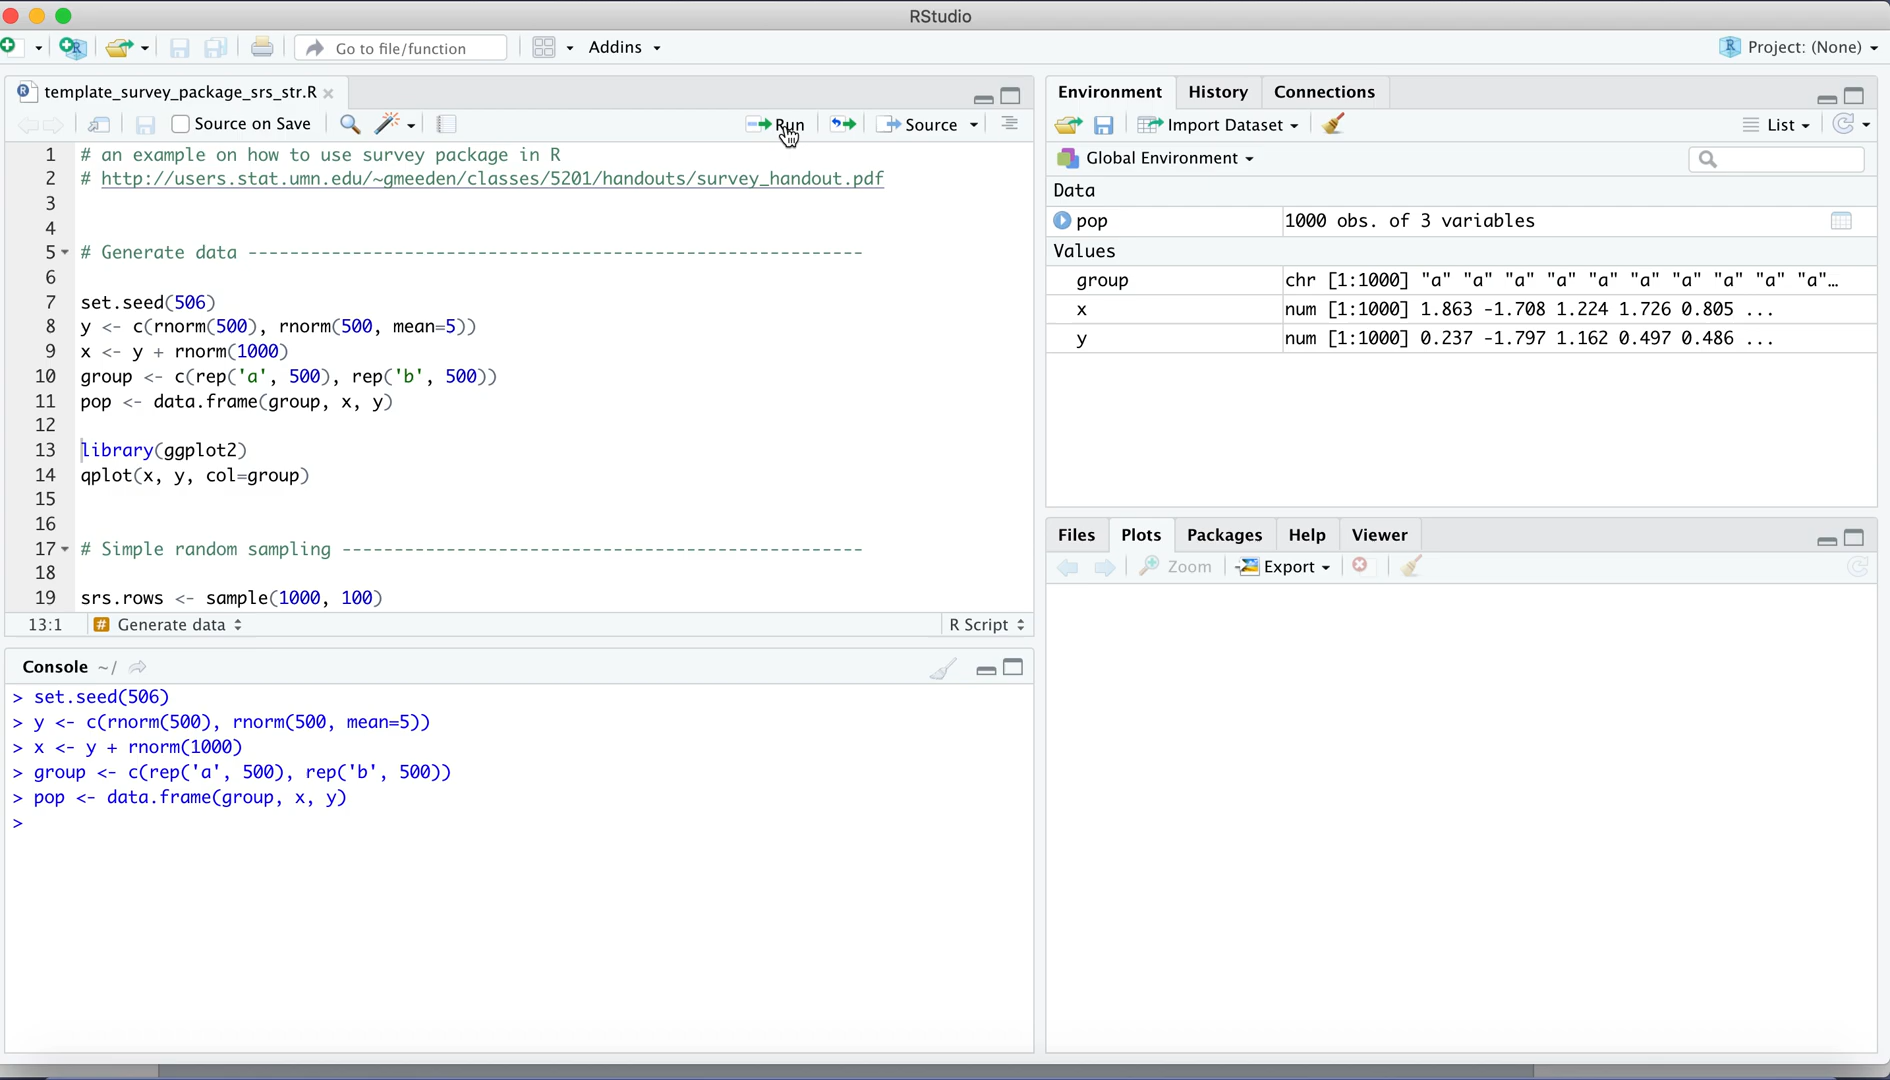 RStudio
Go to file/function
Addins
Project: (None)
template_survey_package_srs_str.R
Source on Save
Run
Source
1 # an example on how to use survey package in R
2 # http://users.stat.umn.edu/~gmeeden/classes/5201/handouts/survey_handout.pdf
3
4
5 # Generate data -----------------------------------------------------------
6
7 set.seed(506)
8 y <- c(rnorm(500), rnorm(500, mean=5))
9 x <- y + rnorm(1000)
10 group <- c(rep('a', 500), rep('b', 500))
11 pop <- data.frame(group, x, y)
12
13 library(ggplot2)
14 qplot(x, y, col=group)
15
16
17 # Simple random sampling --------------------------------------------------
18
19 srs.rows <- sample(1000, 100)
13:1 # Generate data R Script
Console ~/
> set.seed(506)
> y <- c(rnorm(500), rnorm(500, mean=5))
> x <- y + rnorm(1000)
> group <- c(rep('a', 500), rep('b', 500))
> pop <- data.frame(group, x, y)
>
Environment History Connections
Import Dataset List
Global Environment
Data
pop 1000 obs. of 3 variables
Values
group chr [1:1000] "a" "a" "a" "a" "a" "a" "a" "a" "a" "a"…
x num [1:1000] 1.863 -1.708 1.224 1.726 0.805 ...
y num [1:1000] 0.237 -1.797 1.162 0.497 0.486 ...
Files Plots Packages Help Viewer
Zoom Export